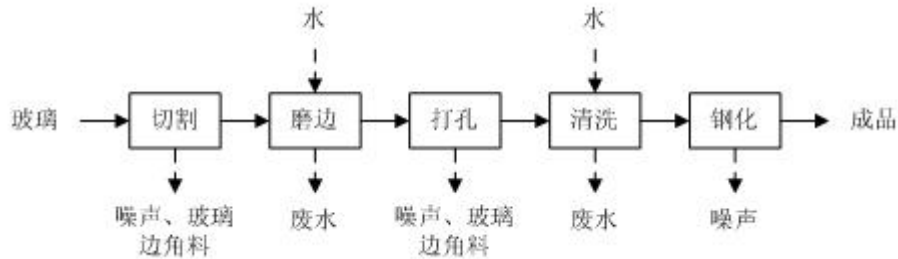 水
水
玻璃
切割
磨边
打孔
清洗
钢化
成品
噪声、玻璃
边角料
废水
噪声、玻璃
边角料
废水
噪声